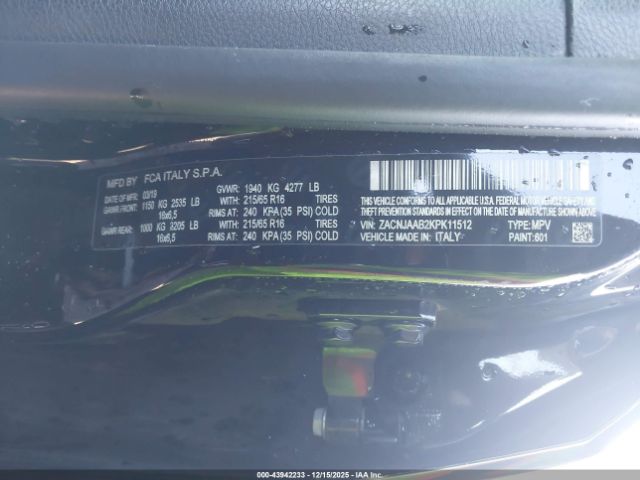 MFD BY FCA ITALY S.P.A.
DATE OF MFR: 03/19 GVWR: 1940 KG 4277 LB
GAWR FRONT: 1150 KG 2535 LB WITH: 215/65 R16 TIRES
16x6,5 RIMS AT: 240 KPA(35 PSI) COLD
GAWR REAR: 1000 KG 2205 LB WITH: 215/65 R16 TIRES
16x6,5 RIMS AT: 240 KPA(35 PSI) COLD
THIS VEHICLE CONFORMS TO ALL APPLICABLE
U.S.A. FEDERAL MOTOR VEHICLE SAFETY,
BUMPER, AND THEFT PREVENTION STANDARDS
IN EFFECT ON THE DATE OF MANUFACTURE
SHOWN ABOVE.
VIN: ZACNJAAB2KPK11512 TYPE: MPV
VEHICLE MADE IN: ITALY PAINT: 601
000-43942233 - 12/15/2025 - IAAI Copart